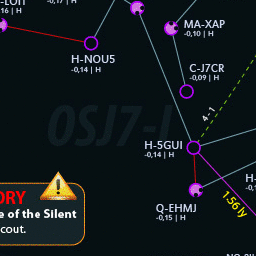 -0,17 | H
16 | H
MA-XAP
-0,10 | H
H-NOU5
-0,14 | H
C-J7CR
-0,09 | H
4-1
0SJ7-I
H-5GUI
-0,14 | H
ORY
e of the Silent
cout.
Q-EHMJ
-0,15 | H
H-
1.56 ly